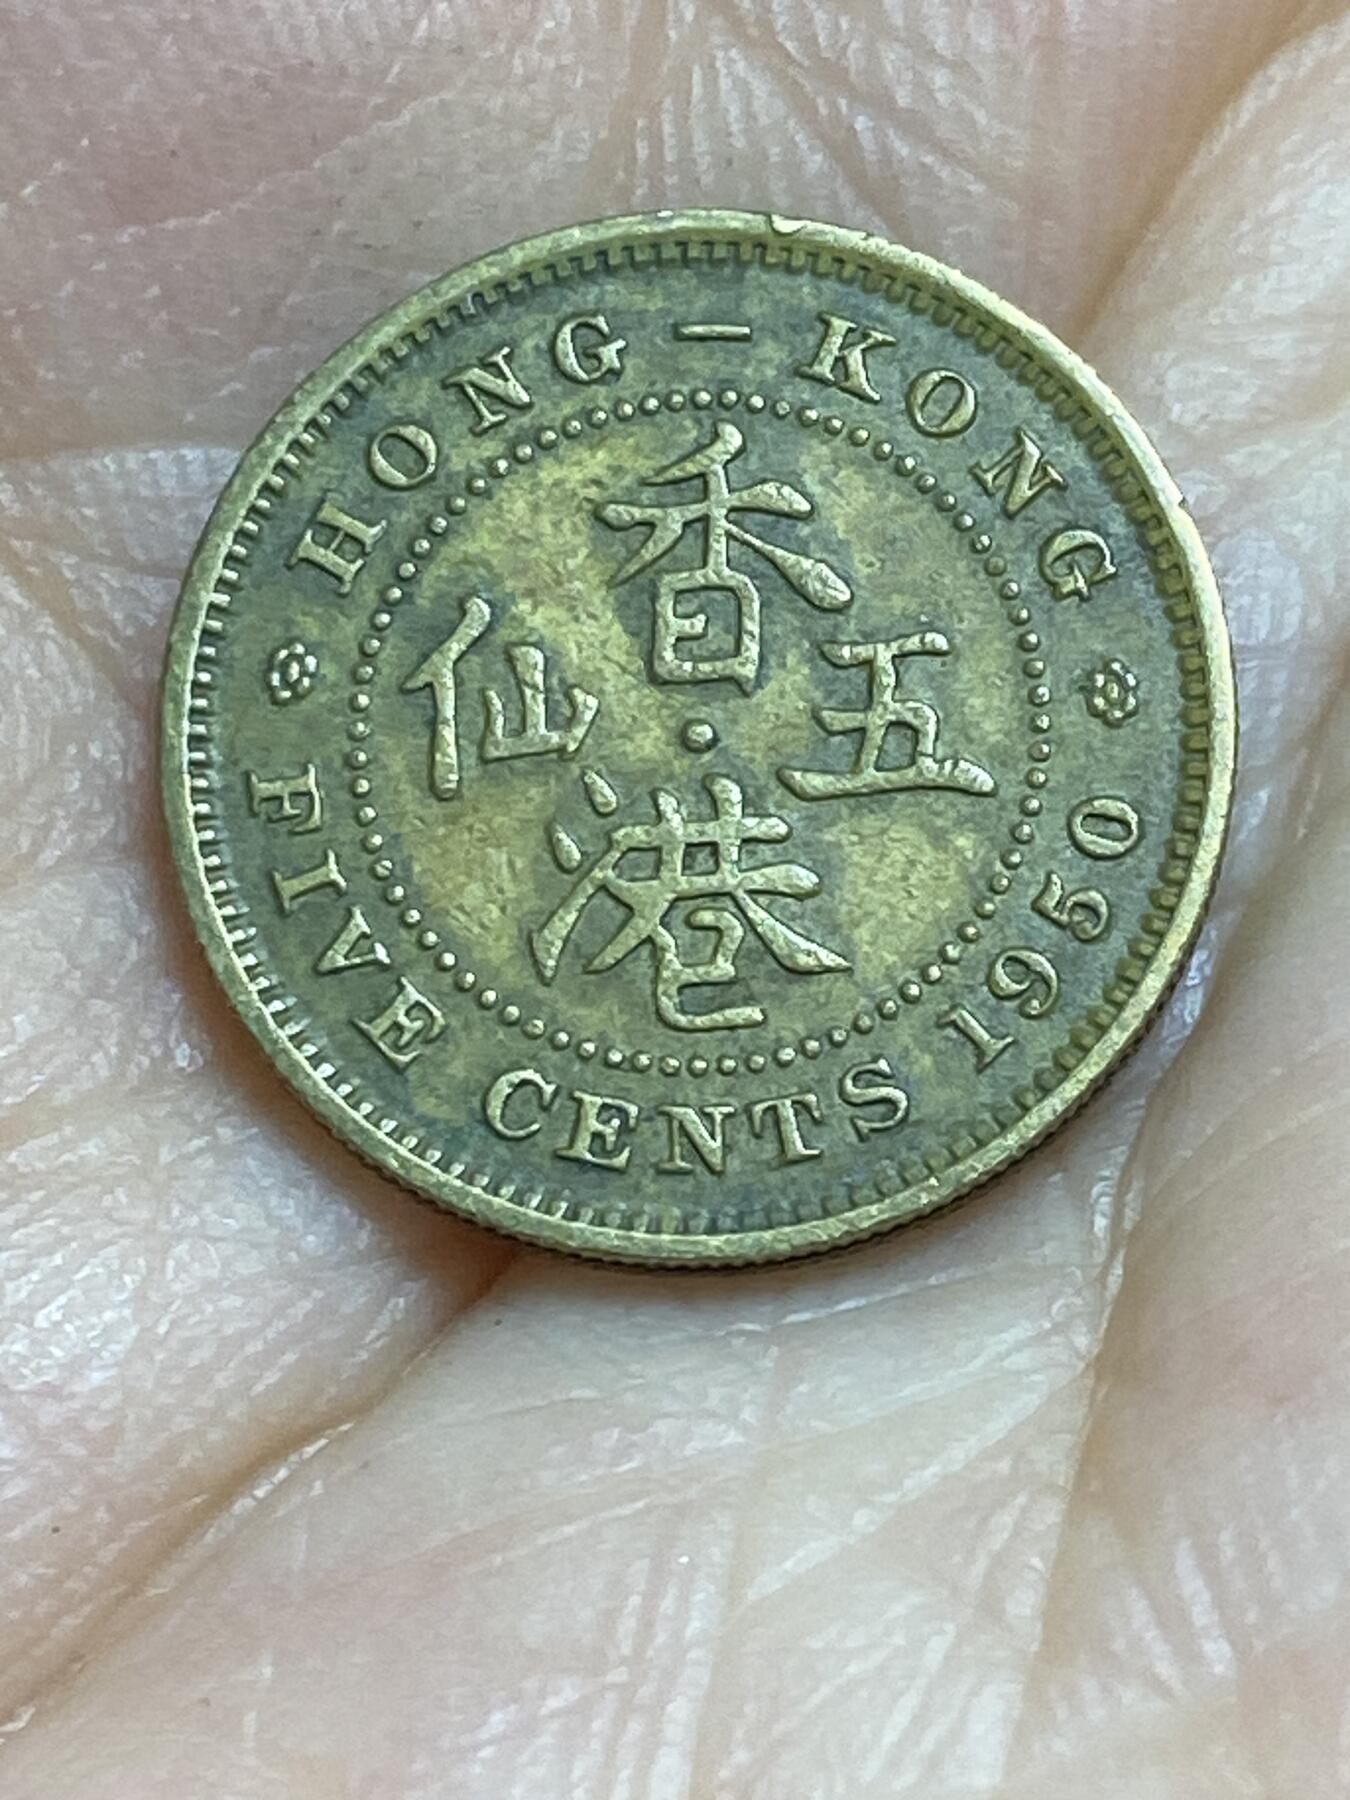 HONG – KONG
香港
五仙
FIVE CENTS 1950